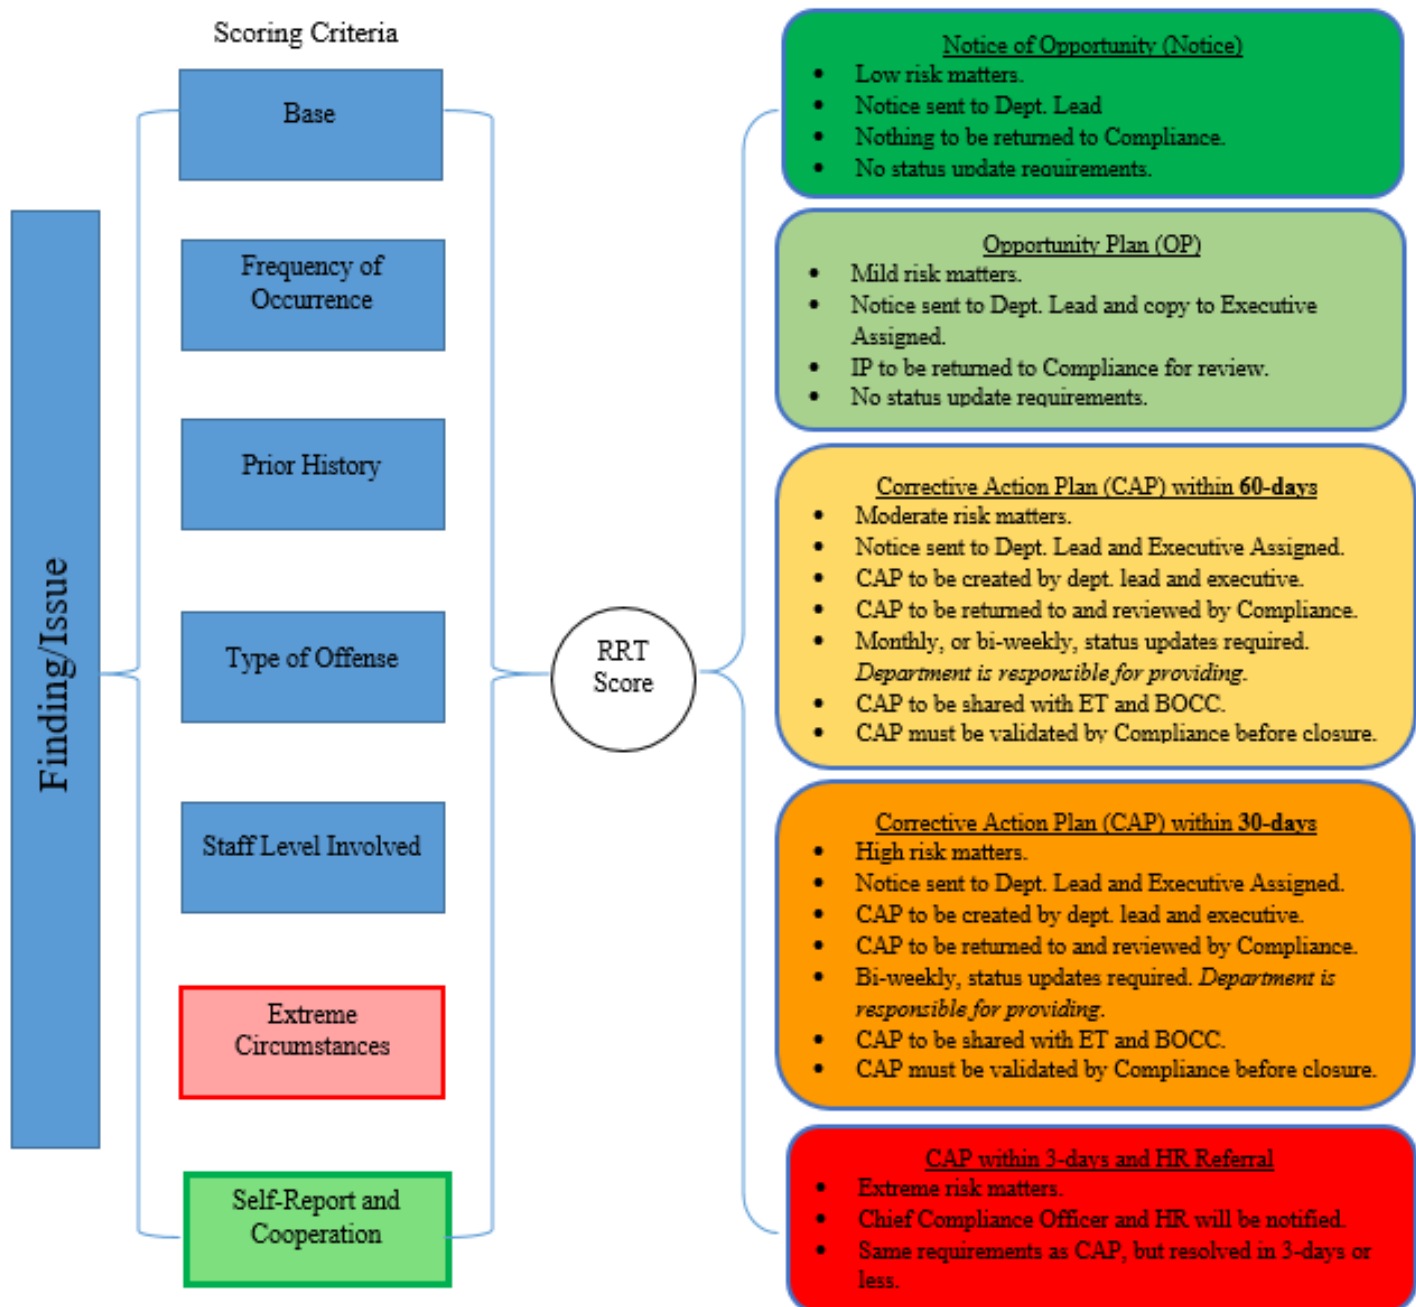 Scoring Criteria
Finding/Issue
Base
Frequency of
Occurrence
Prior History
Type of Offense
Staff Level Involved
Extreme
Circumstances
Self-Report and
Cooperation
RRT
Score
Notice of Opportunity (Notice)
• Low risk matters.
• Notice sent to Dept. Lead
• Nothing to be returned to Compliance.
• No status update requirements.
Opportunity Plan (OP)
• Mild risk matters.
• Notice sent to Dept. Lead and copy to Executive
Assigned.
• IP to be returned to Compliance for review.
• No status update requirements.
Corrective Action Plan (CAP) within 60-days
• Moderate risk matters.
• Notice sent to Dept. Lead and Executive Assigned.
• CAP to be created by dept. lead and executive.
• CAP to be returned to and reviewed by Compliance.
• Monthly, or bi-weekly, status updates required.
Department is responsible for providing.
• CAP to be shared with ET and BOCC.
• CAP must be validated by Compliance before closure.
Corrective Action Plan (CAP) within 30-days
• High risk matters.
• Notice sent to Dept. Lead and Executive Assigned.
• CAP to be created by dept. lead and executive.
• CAP to be returned to and reviewed by Compliance.
• Bi-weekly, status updates required. Department is
responsible for providing.
• CAP to be shared with ET and BOCC.
• CAP must be validated by Compliance before closure.
CAP within 3-days and HR Referral
• Extreme risk matters.
• Chief Compliance Officer and HR will be notified.
• Same requirements as CAP, but resolved in 3-days or
less.